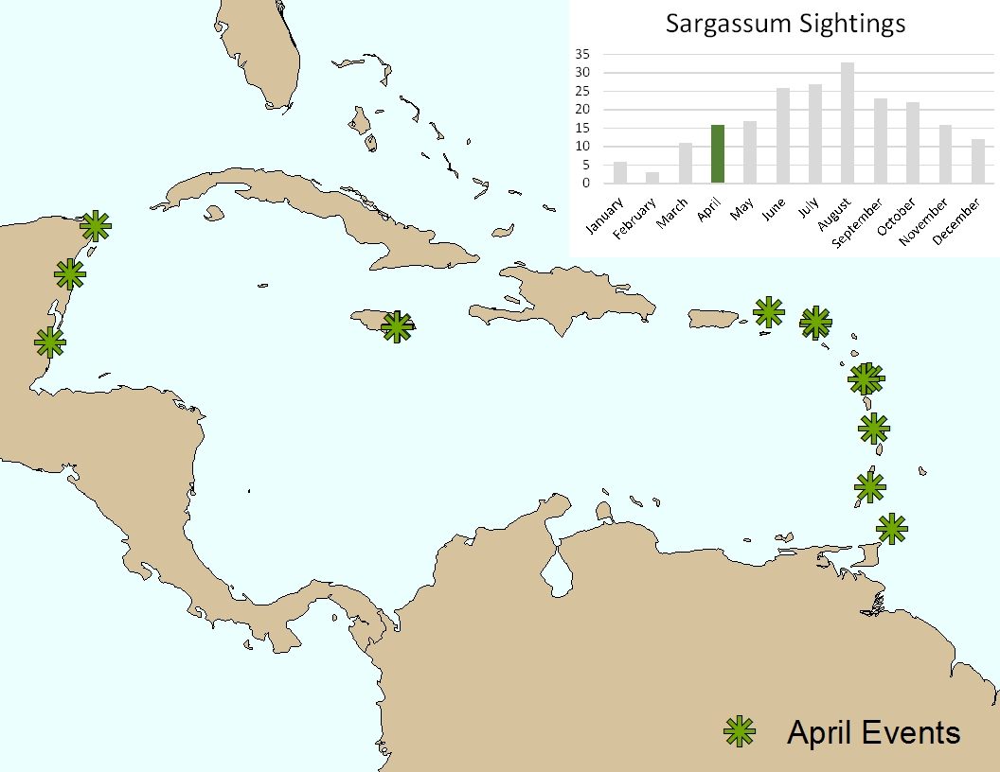 Sargassum Sightings
35
30
25
20
15
10
5
0
January
February
March
April
May
June
July
August
September
October
November
December
April Events